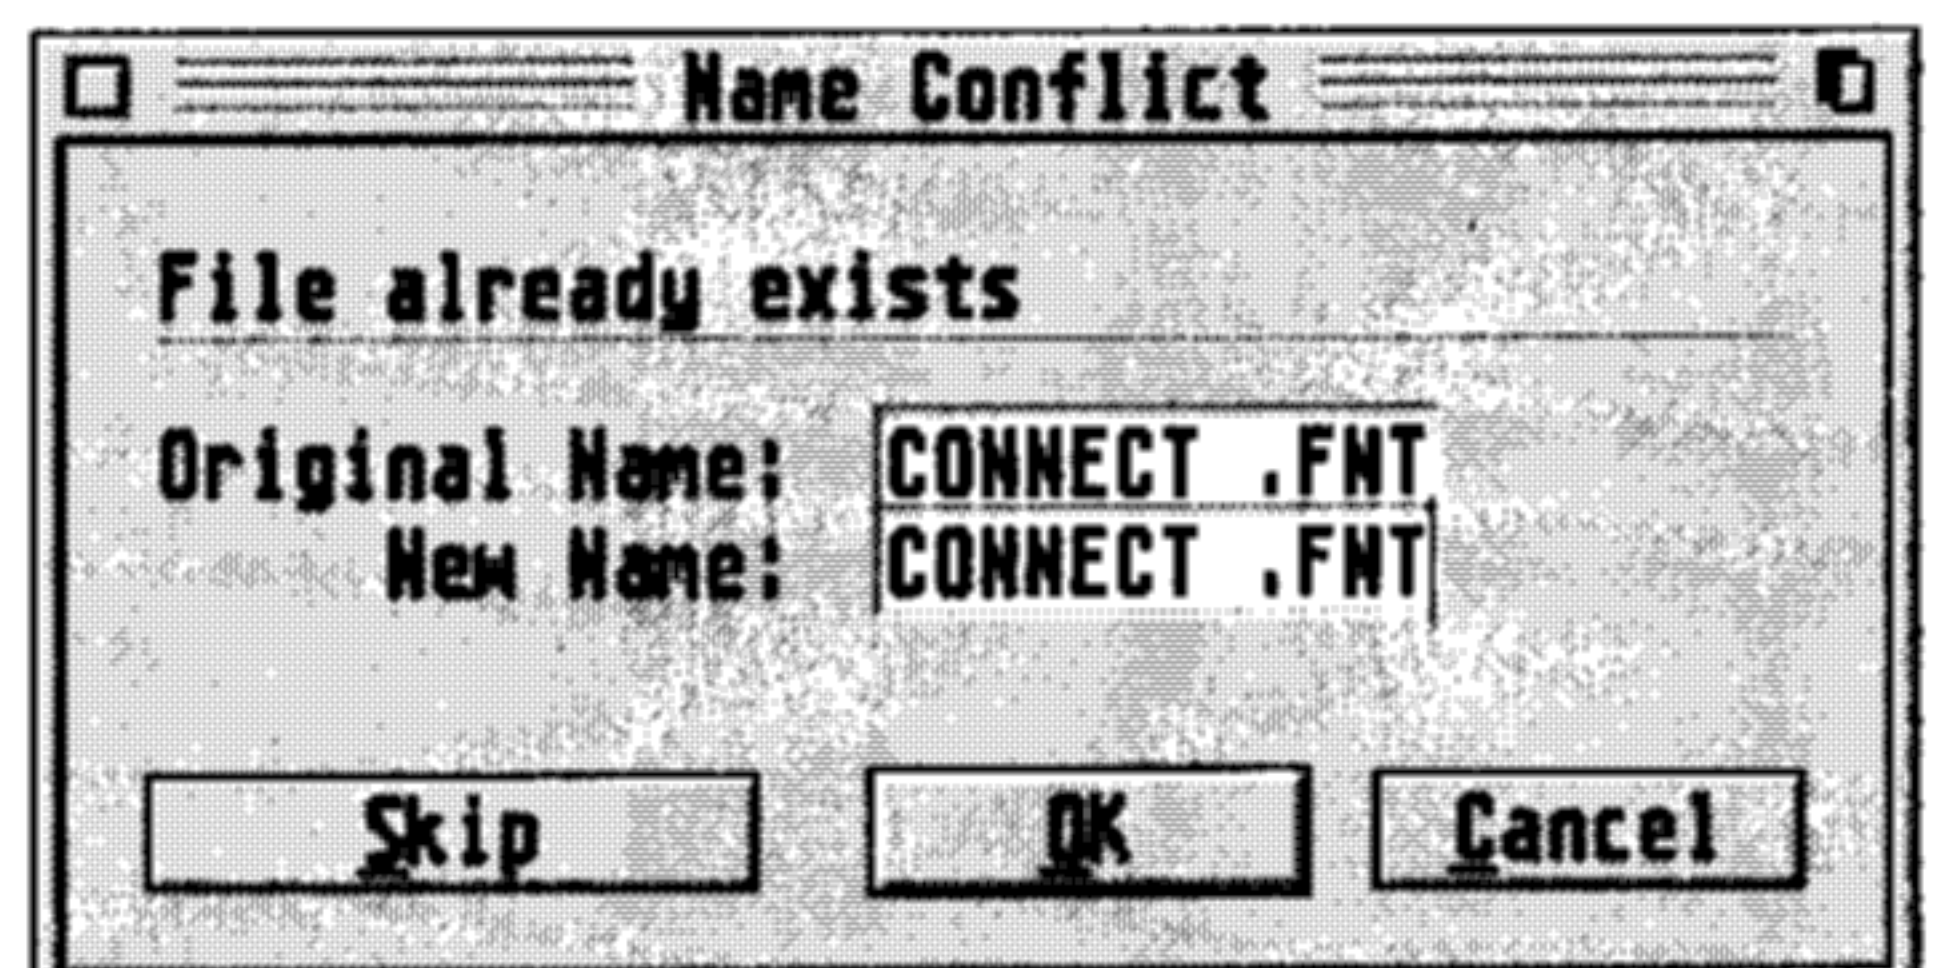 Name Conflict
File already exists
Original Name: CONNECT .FNT
New Name: CONNECT .FNT
Skip OK Cancel